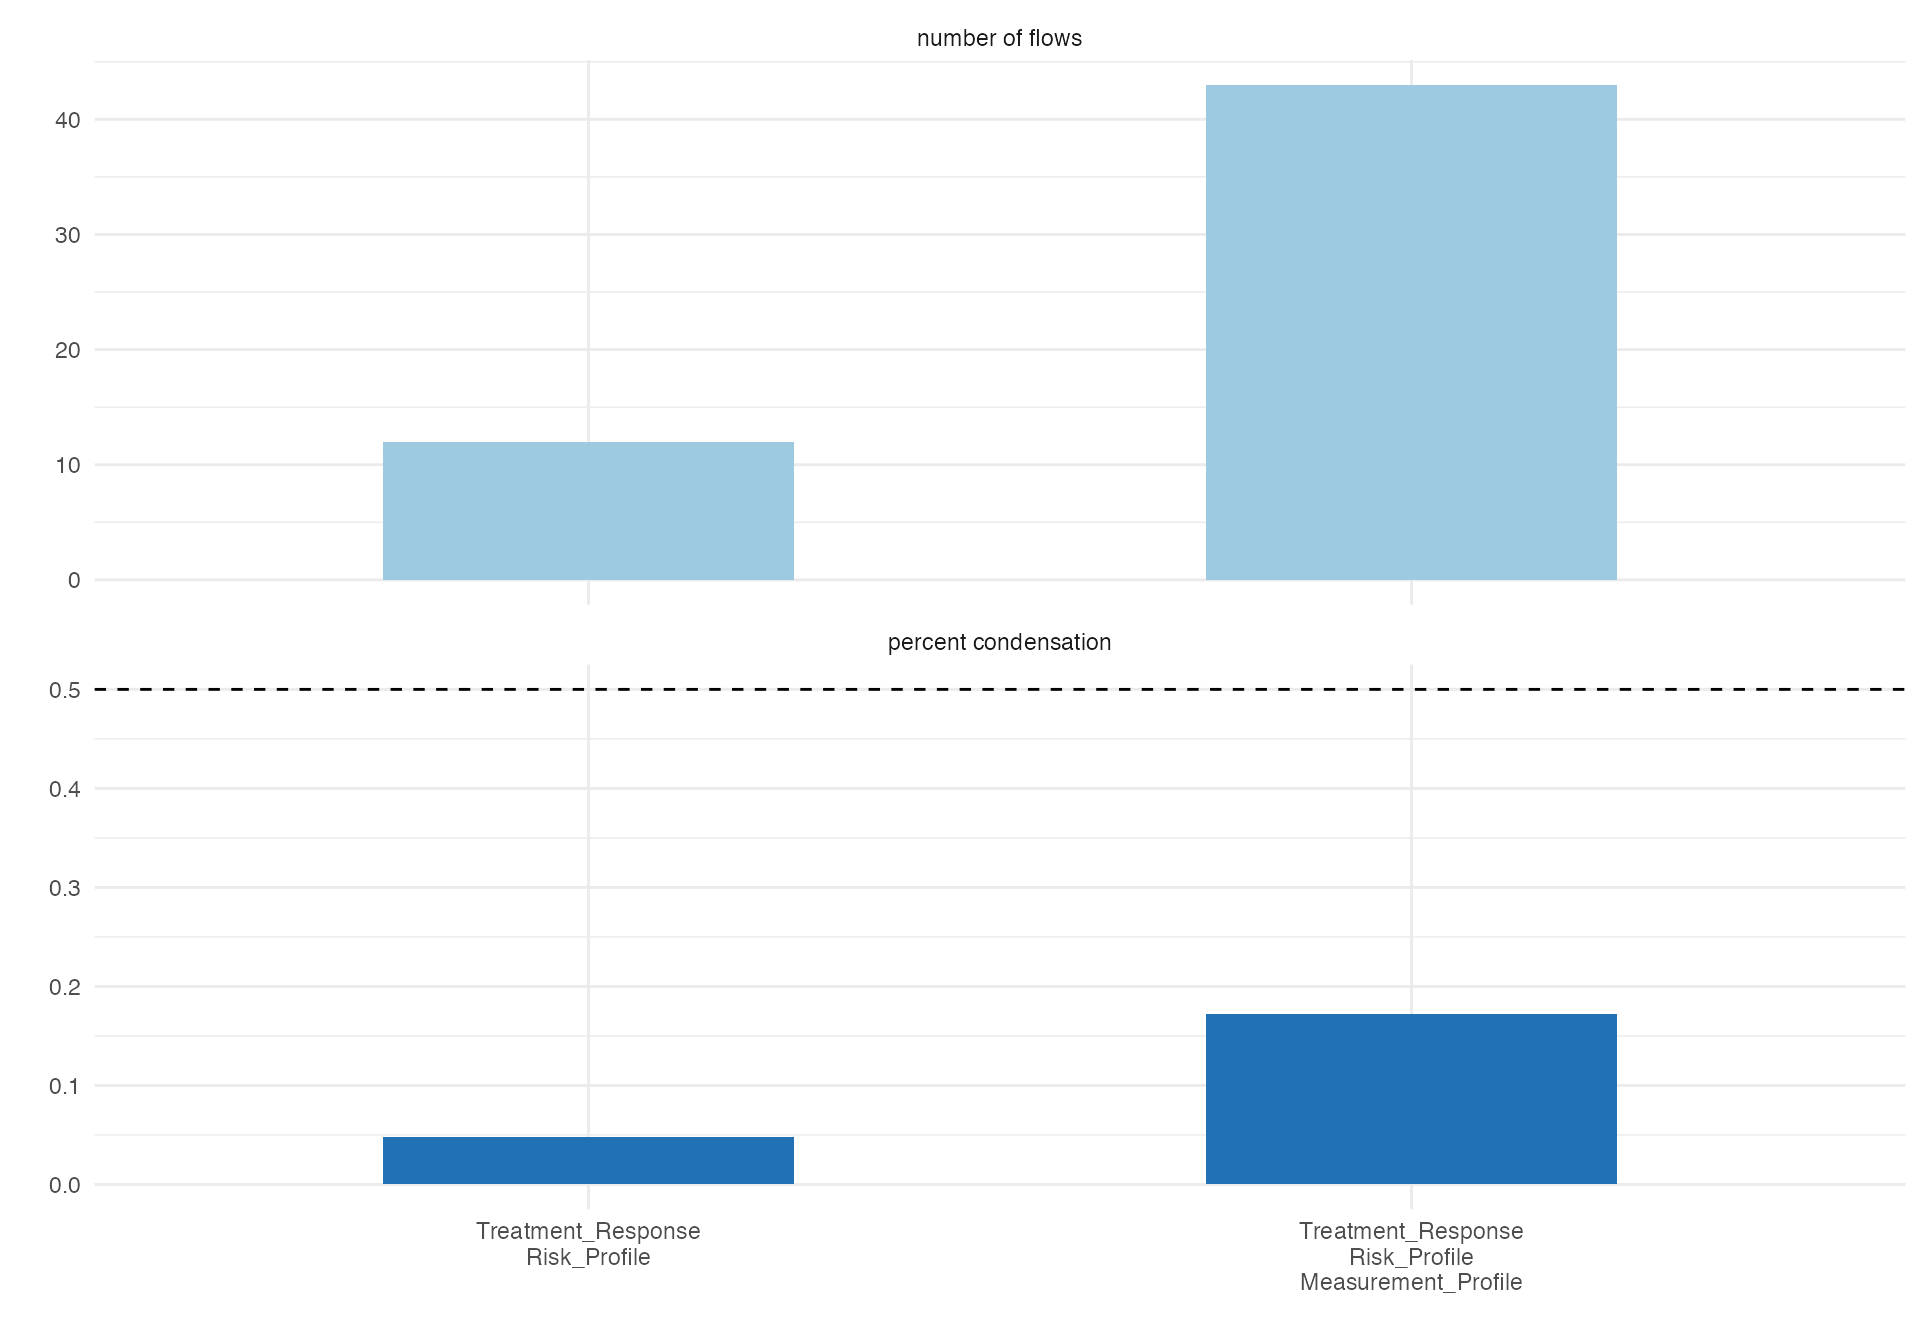 number of flows
40
30
20
10
0
percent condensation
0.5
0.4
0.3
0.2
0.1
0.0
Treatment_Response
Risk_Profile
Treatment_Response
Risk_Profile
Measurement_Profile